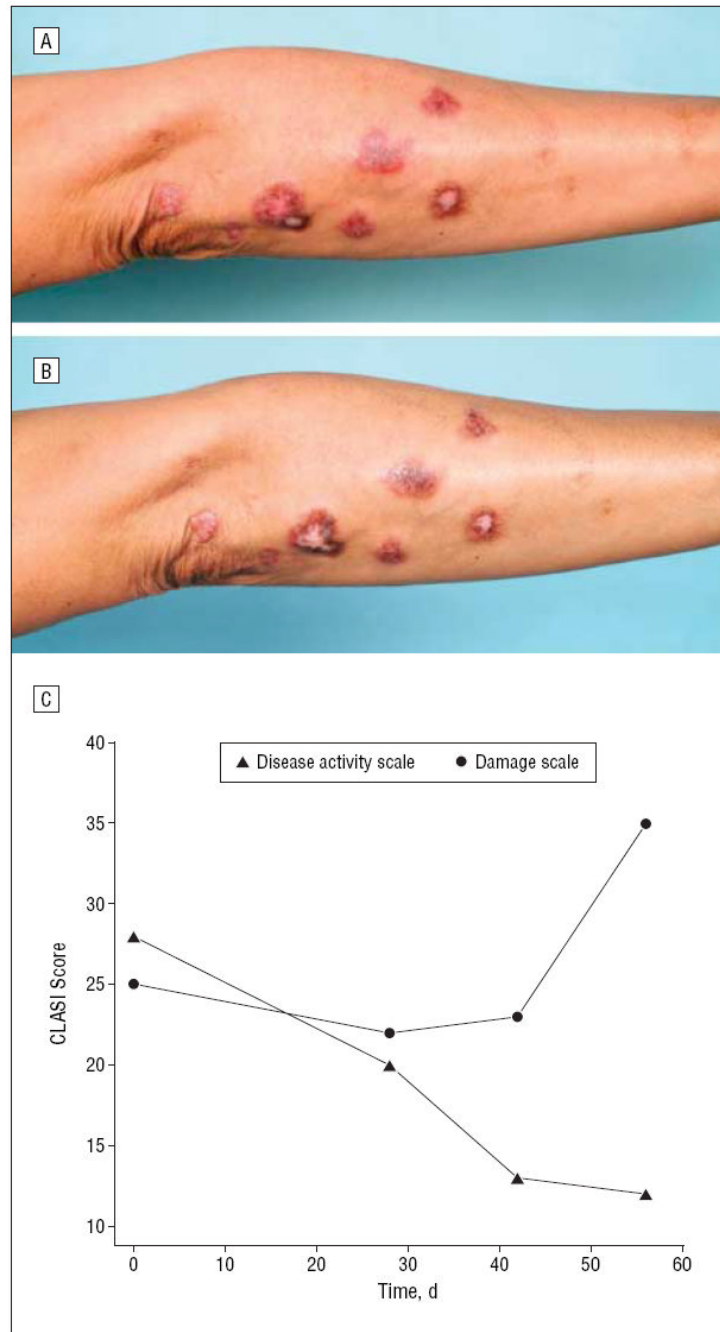 A
B
C
40
▲ Disease activity scale ● Damage scale
35
30
25
20
15
10
CLASI Score
0 10 20 30 40 50 60
Time, d